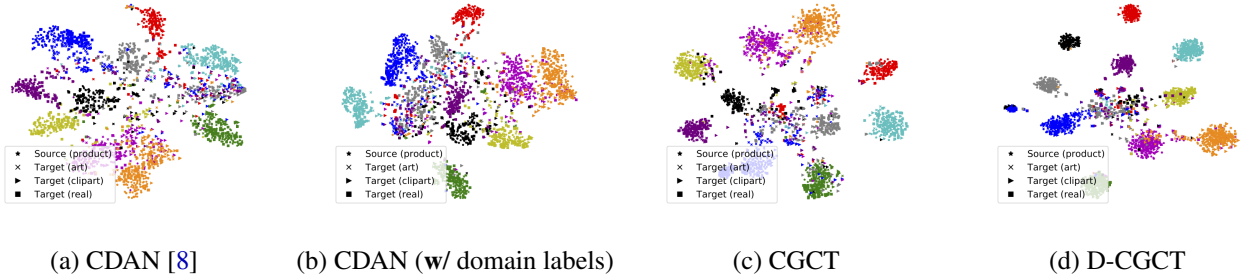 Source (product)
Target (art)
Target (clipart)
Target (real)
Source (product)
Target (art)
Target (clipart)
Target (real)
Source (product)
Target (art)
Target (clipart)
Target (real)
Source (product)
Target (art)
Target (clipart)
Target (real)
(a) CDAN [8]
(b) CDAN (w/ domain labels)
(c) CGCT
(d) D-CGCT